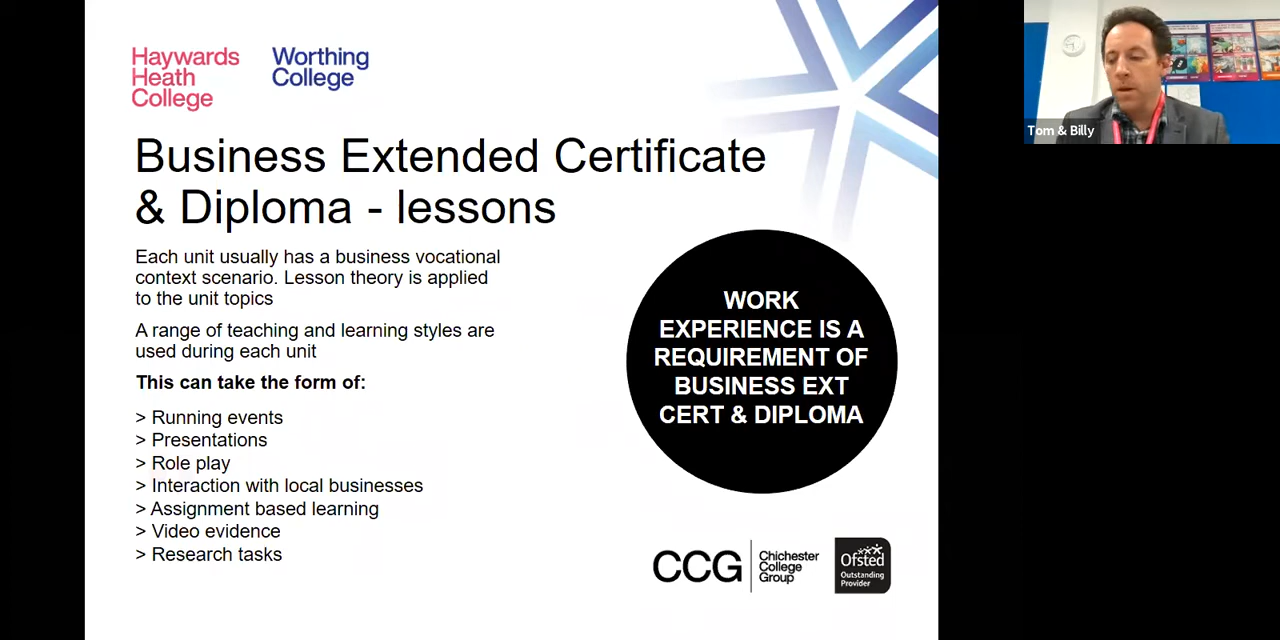 Haywards
Heath
College
Worthing
College
Business Extended Certificate
& Diploma - lessons
Each unit usually has a business vocational
context scenario. Lesson theory is applied
to the unit topics
A range of teaching and learning styles are
used during each unit
This can take the form of:
> Running events
> Presentations
> Role play
> Interaction with local businesses
> Assignment based learning
> Video evidence
> Research tasks
WORK
EXPERIENCE IS A
REQUIREMENT OF
BUSINESS EXT
CERT & DIPLOMA
CCG
Chichester
College
Group
Ofsted
Outstanding
Provider
Tom & Billy